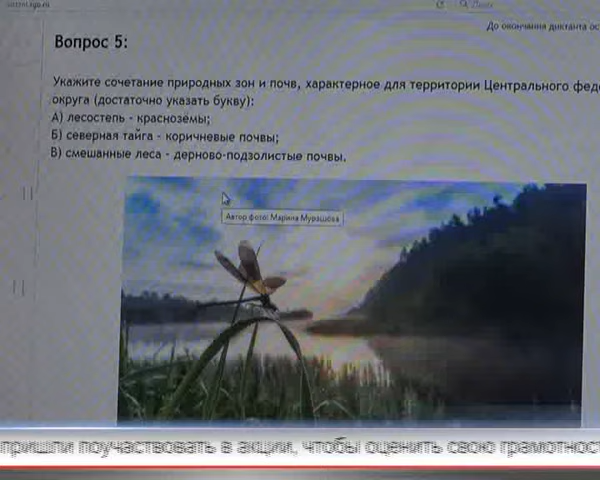 До окончания диктанта ос
Вопрос 5:
Укажите сочетание природных зон и почв, характерное для территории Центрального феде
округа (достаточно указать букву):
А) лесостепь - красноземы;
Б) северная тайга - коричневые почвы;
В) смешанные леса - дерново-подзолистые почвы.
Автор фото: Марина Мурашова
пришли поучаствовать в акции, чтобы оценить свою грамотност